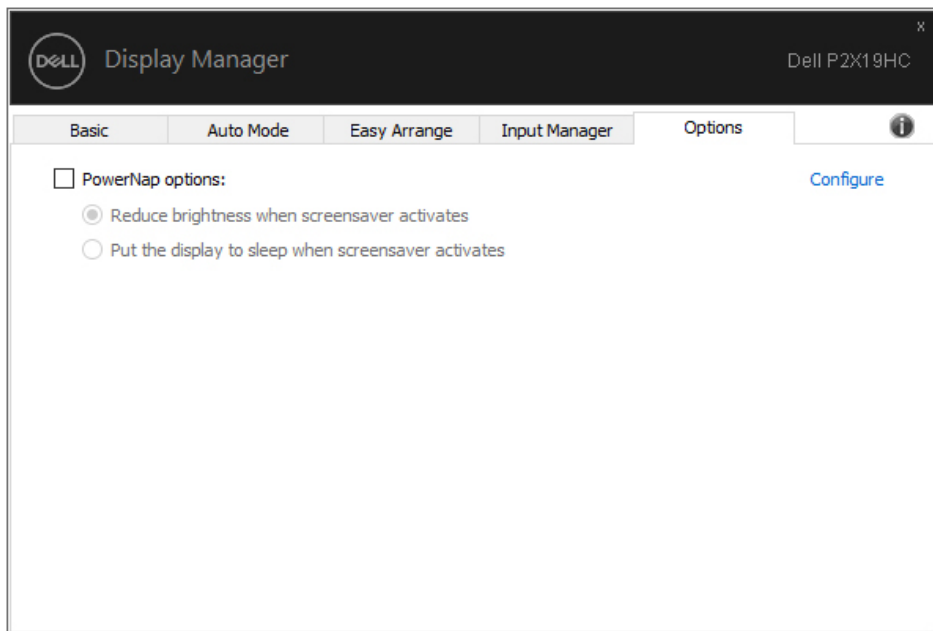 x
DELL Display Manager Dell P2X19HC
Basic Auto Mode Easy Arrange Input Manager Options i
PowerNap options: Configure
Reduce brightness when screensaver activates
Put the display to sleep when screensaver activates